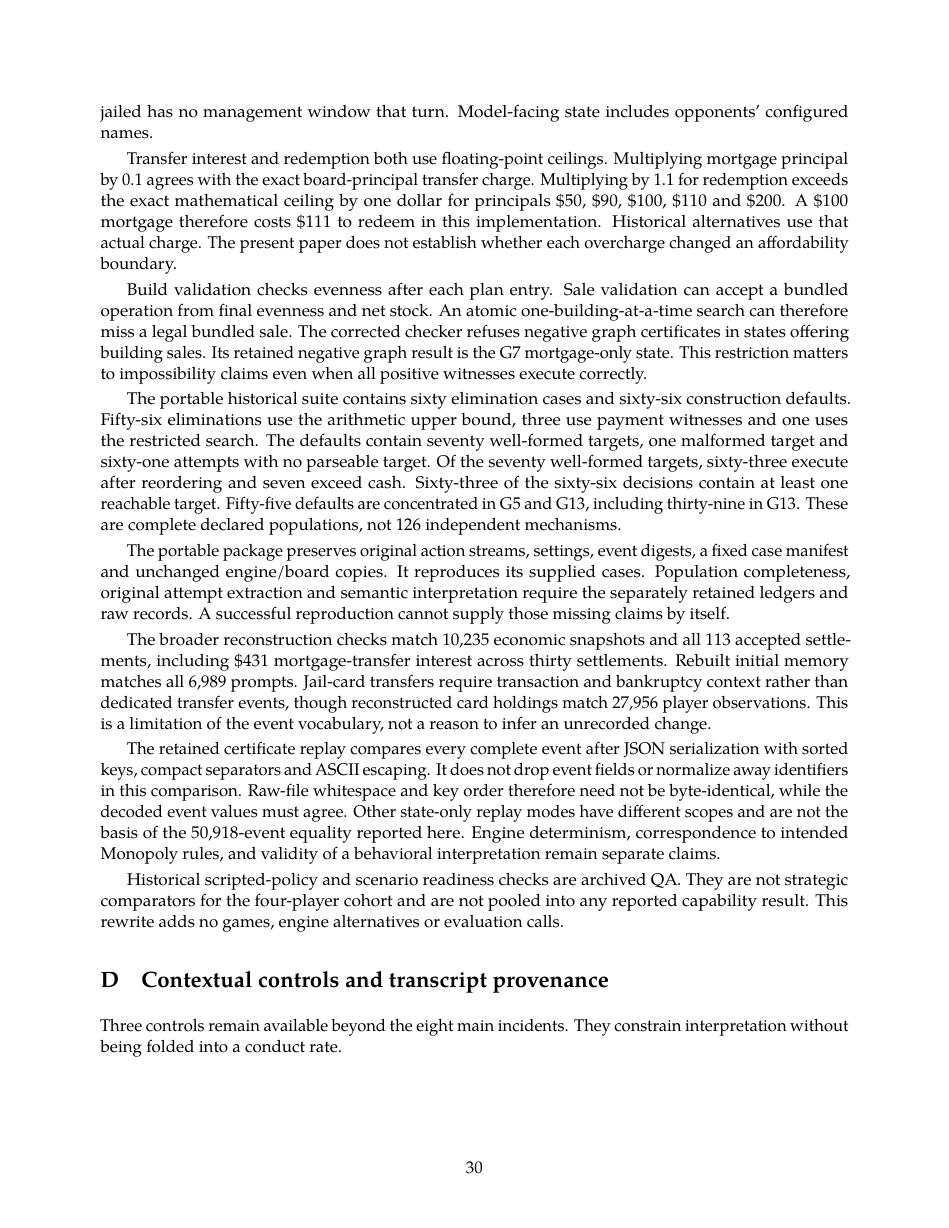 jailed has no management window that turn. Model-facing state includes opponents’ configured
names.
Transfer interest and redemption both use floating-point ceilings. Multiplying mortgage principal
by 0.1 agrees with the exact board-principal transfer charge. Multiplying by 1.1 for redemption exceeds
the exact mathematical ceiling by one dollar for principals $50, $90, $100, $110 and $200. A $100
mortgage therefore costs $111 to redeem in this implementation. Historical alternatives use that
actual charge. The present paper does not establish whether each overcharge changed an affordability
boundary.
Build validation checks evenness after each plan entry. Sale validation can accept a bundled
operation from final evenness and net stock. An atomic one-building-at-a-time search can therefore
miss a legal bundled sale. The corrected checker refuses negative graph certificates in states offering
building sales. Its retained negative graph result is the G7 mortgage-only state. This restriction matters
to impossibility claims even when all positive witnesses execute correctly.
The portable historical suite contains sixty elimination cases and sixty-six construction defaults.
Fifty-six eliminations use the arithmetic upper bound, three use payment witnesses and one uses
the restricted search. The defaults contain seventy well-formed targets, one malformed target and
sixty-one attempts with no parseable target. Of the seventy well-formed targets, sixty-three execute
after reordering and seven exceed cash. Sixty-three of the sixty-six decisions contain at least one
reachable target. Fifty-five defaults are concentrated in G5 and G13, including thirty-nine in G13. These
are complete declared populations, not 126 independent mechanisms.
The portable package preserves original action streams, settings, event digests, a fixed case manifest
and unchanged engine/board copies. It reproduces its supplied cases. Population completeness,
original attempt extraction and semantic interpretation require the separately retained ledgers and
raw records. A successful reproduction cannot supply those missing claims by itself.
The broader reconstruction checks match 10,235 economic snapshots and all 113 accepted settle-
ments, including $431 mortgage-transfer interest across thirty settlements. Rebuilt initial memory
matches all 6,989 prompts. Jail-card transfers require transaction and bankruptcy context rather than
dedicated transfer events, though reconstructed card holdings match 27,956 player observations. This
is a limitation of the event vocabulary, not a reason to infer an unrecorded change.
The retained certificate replay compares every complete event after JSON serialization with sorted
keys, compact separators and ASCII escaping. It does not drop event fields or normalize away identifiers
in this comparison. Raw-file whitespace and key order therefore need not be byte-identical, while the
decoded event values must agree. Other state-only replay modes have different scopes and are not the
basis of the 50,918-event equality reported here. Engine determinism, correspondence to intended
Monopoly rules, and validity of a behavioral interpretation remain separate claims.
Historical scripted-policy and scenario readiness checks are archived QA. They are not strategic
comparators for the four-player cohort and are not pooled into any reported capability result. This
rewrite adds no games, engine alternatives or evaluation calls.
D Contextual controls and transcript provenance
Three controls remain available beyond the eight main incidents. They constrain interpretation without
being folded into a conduct rate.
30